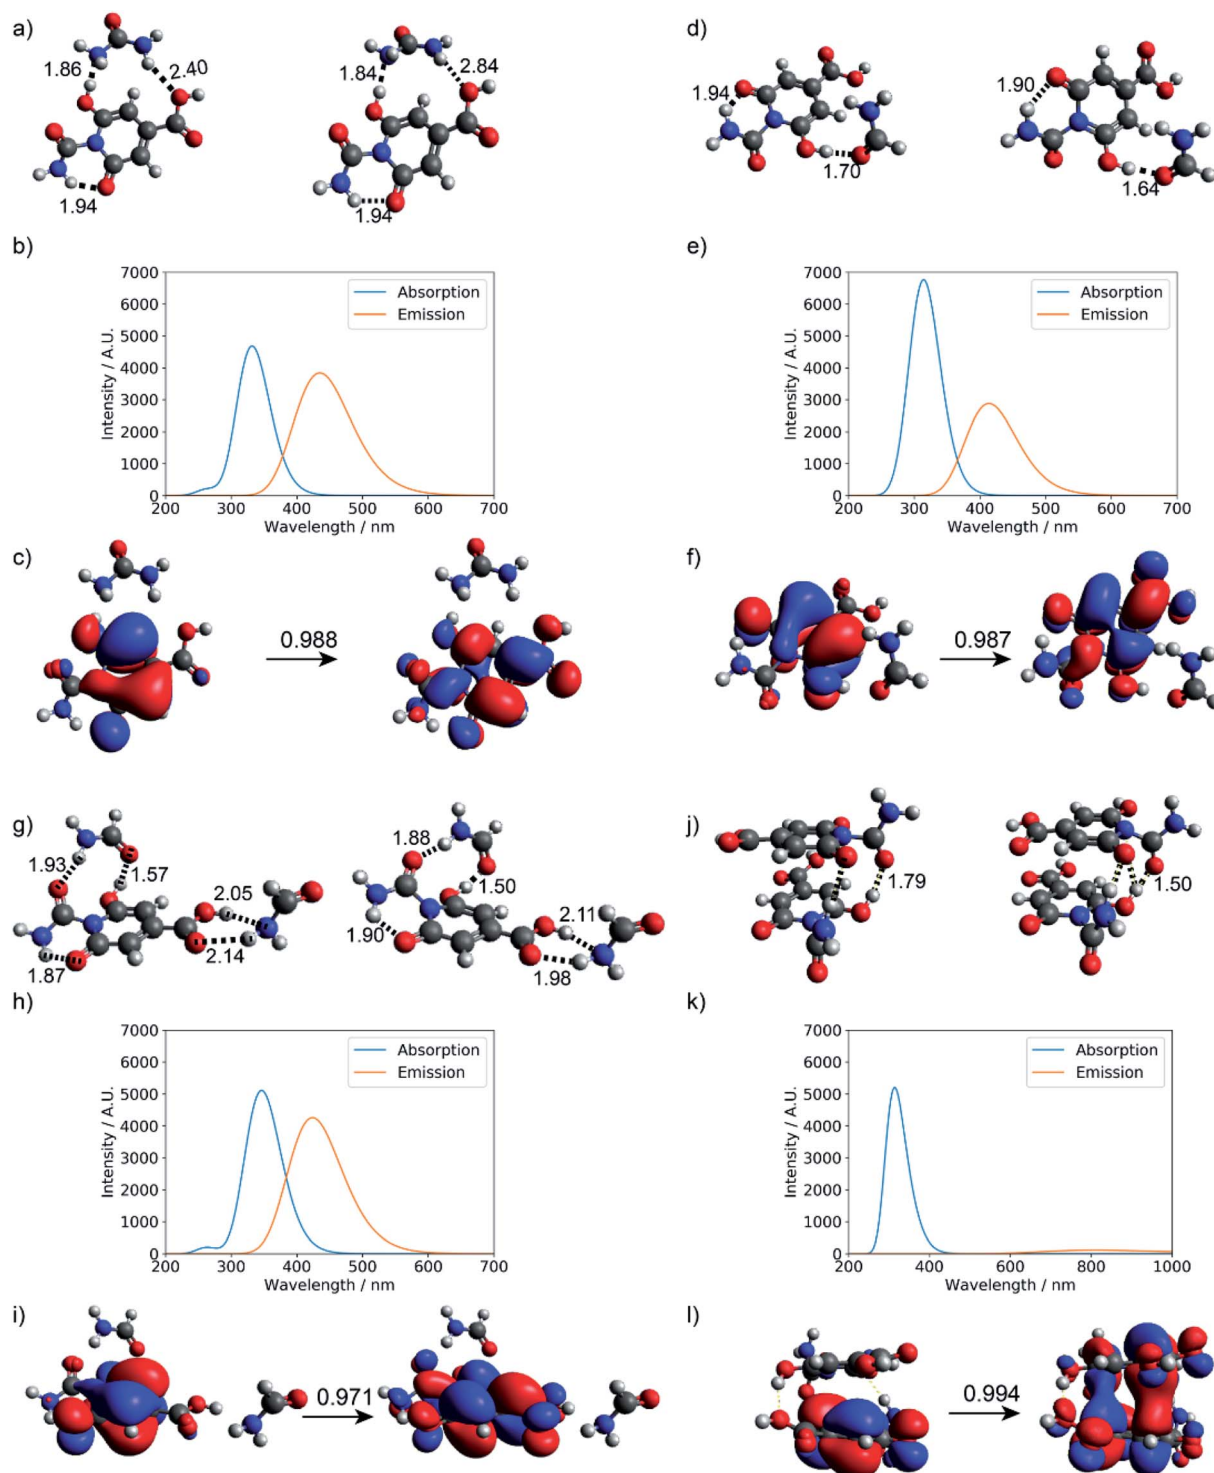 a)
1.86
2.40
1.94
1.84
2.84
1.94
d)
1.94
1.70
1.90
1.64
b)
7000
6000
5000
4000
3000
2000
1000
0
200 300 400 500 600 700
Intensity / A.U.
Wavelength / nm
Absorption
Emission
e)
7000
6000
5000
4000
3000
2000
1000
0
200 300 400 500 600 700
Intensity / A.U.
Wavelength / nm
Absorption
Emission
c)
0.988
f)
0.987
g)
1.93
1.57
2.05
2.14
1.87
1.88
1.50
2.11
1.90
1.98
j)
1.79
1.50
h)
7000
6000
5000
4000
3000
2000
1000
0
200 300 400 500 600 700
Intensity / A.U.
Wavelength / nm
Absorption
Emission
k)
7000
6000
5000
4000
3000
2000
1000
0
200 400 600 800 1000
Intensity / A.U.
Wavelength / nm
Absorption
Emission
i)
0.971
l)
0.994